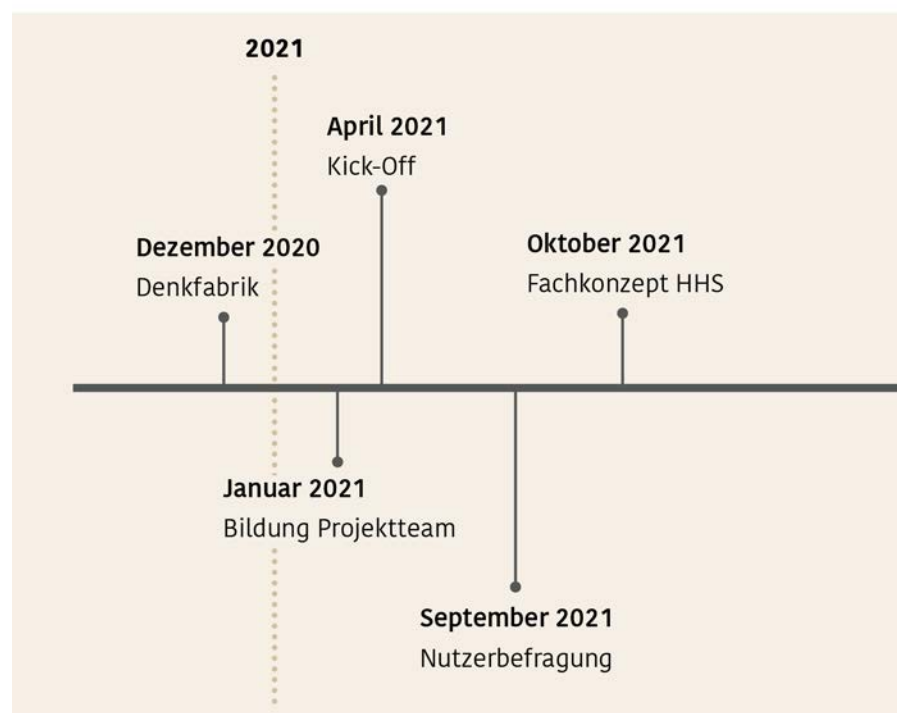 2021
April 2021
Kick-Off
Dezember 2020
Denkfabrik
Oktober 2021
Fachkonzept HHS
Januar 2021
Bildung Projektteam
September 2021
Nutzerbefragung